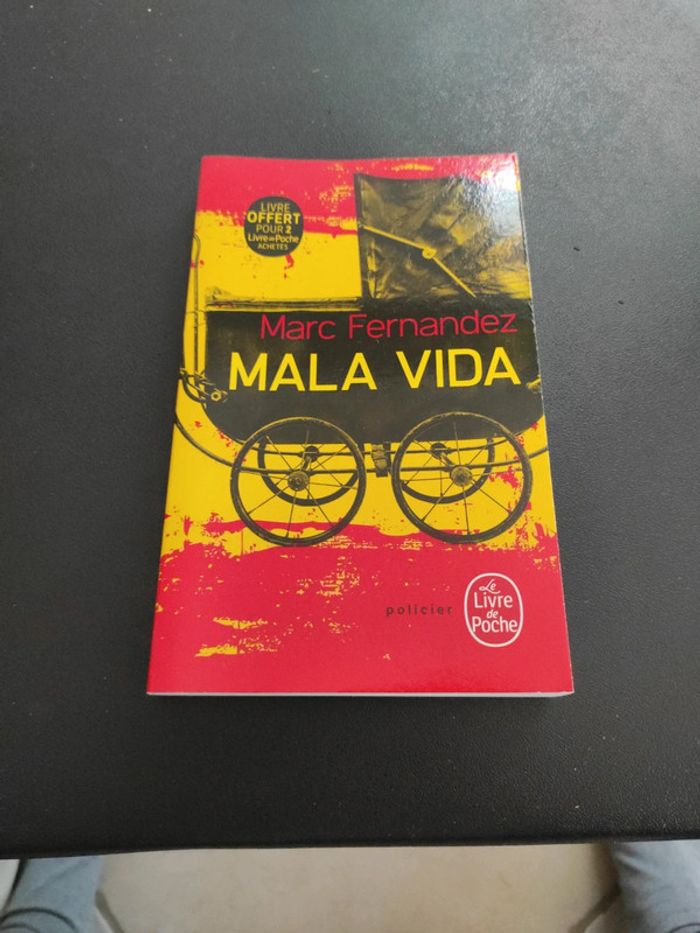 LIVRE
OFFERT
POUR 2
Livre de Poche
ACHETÉS
Marc Fernandez
MALA VIDA
policier
Le
Livre
de
Poche